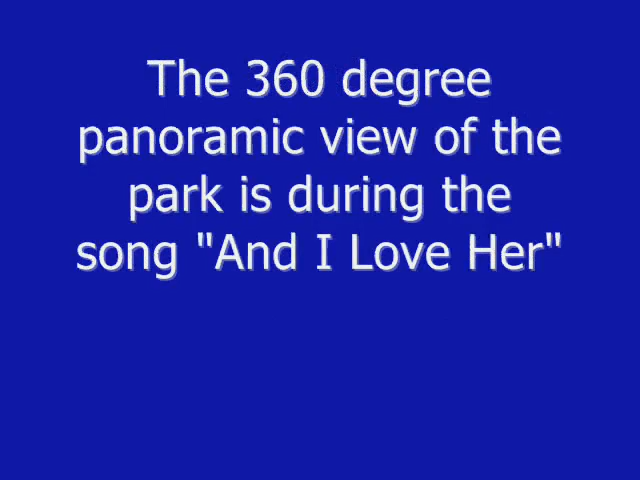 The 360 degree
panoramic view of the
park is during the
song "And I Love Her"